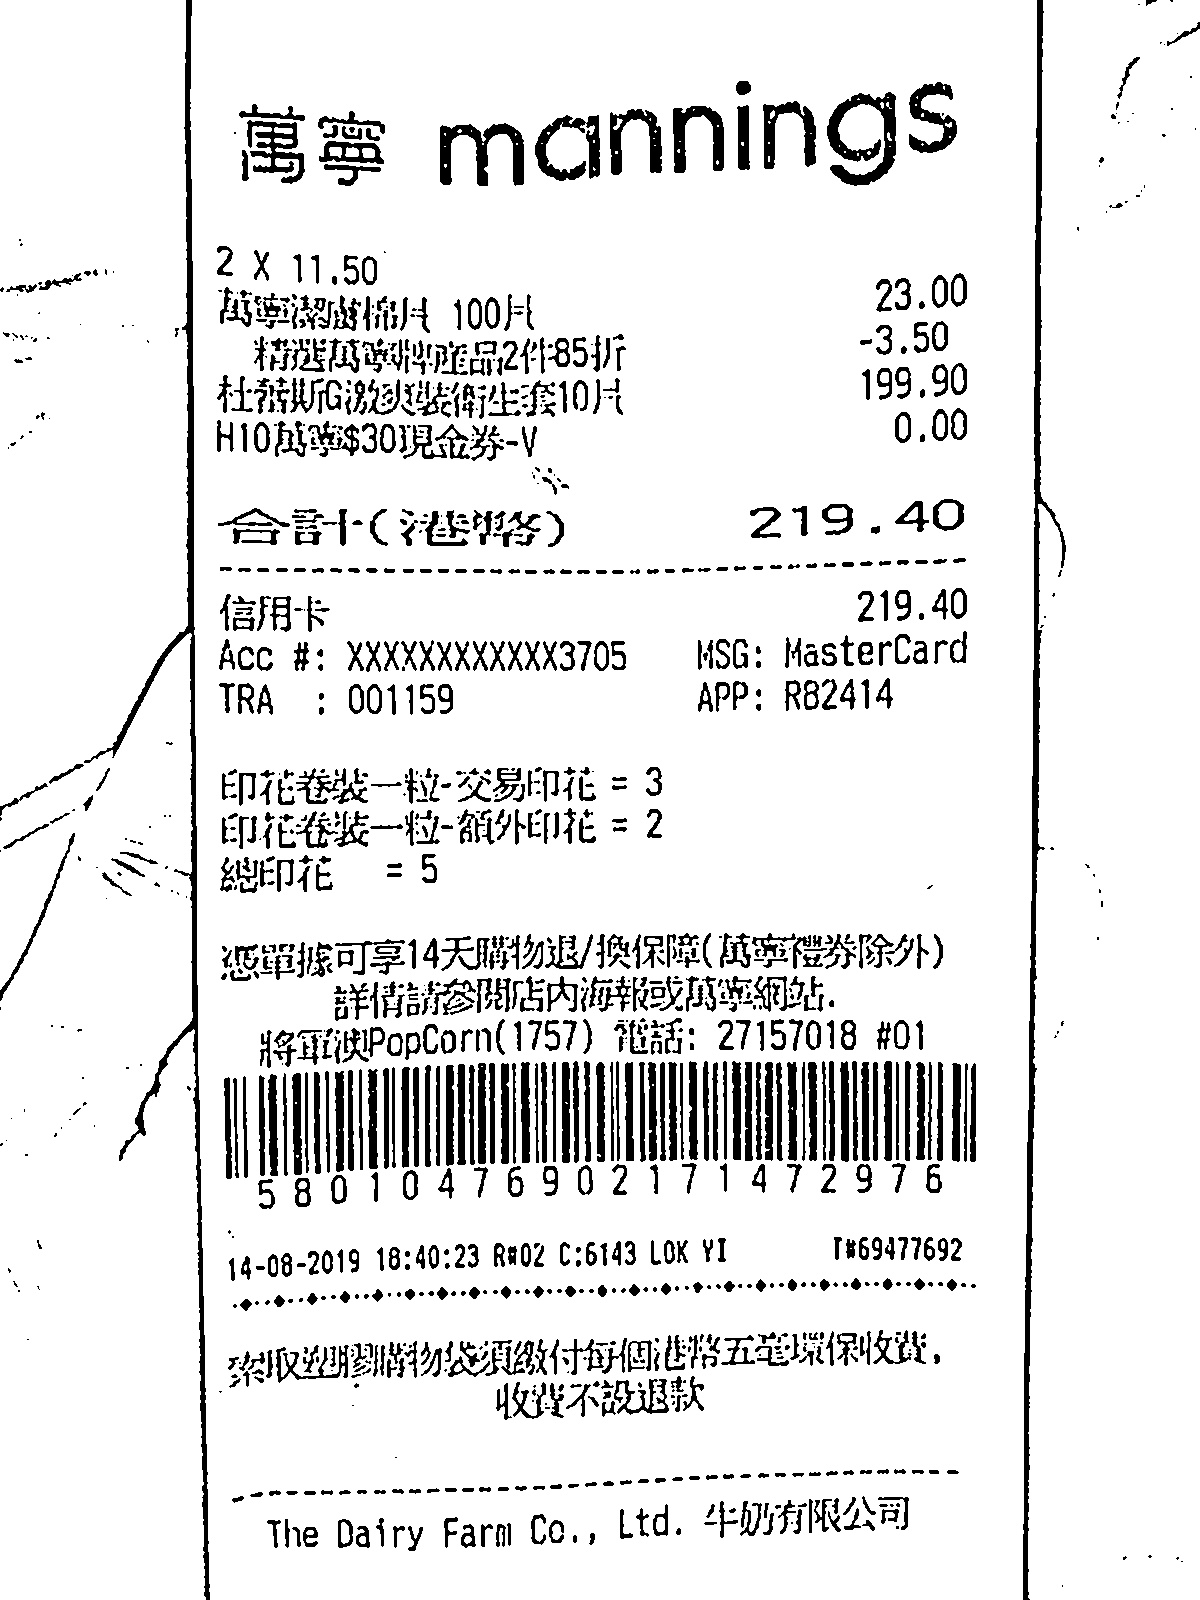 萬寧 mannings
2 X 11.50
萬寧潔膚棉片 100片 23.00
精選萬寧牌産品2件85折 -3.50
杜蕾斯G激爽裝衛生套10片 199.90
H10萬寧$30現金券-V 0.00
合計(港幣) 219.40
信用卡 219.40
Acc #: XXXXXXXXXXXX3705 MSG: MasterCard
TRA : 001159 APP: R82414
印花卷裝一粒-交易印花 = 3
印花卷裝一粒-額外印花 = 2
總印花 = 5
憑單據可享14天購物退/換保障(萬寧禮券除外)
詳情請參閱店內海報或萬寧網站.
將軍澳PopCorn(1757) 電話: 27157018 #01
58010476902171472976
14-08-2019 18:40:23 R#02 C:6143 LOK YI T#69477692
索取塑膠購物袋須繳付每個港幣五毫環保收費,
收費不設退款
The Dairy Farm Co., Ltd. 牛奶有限公司